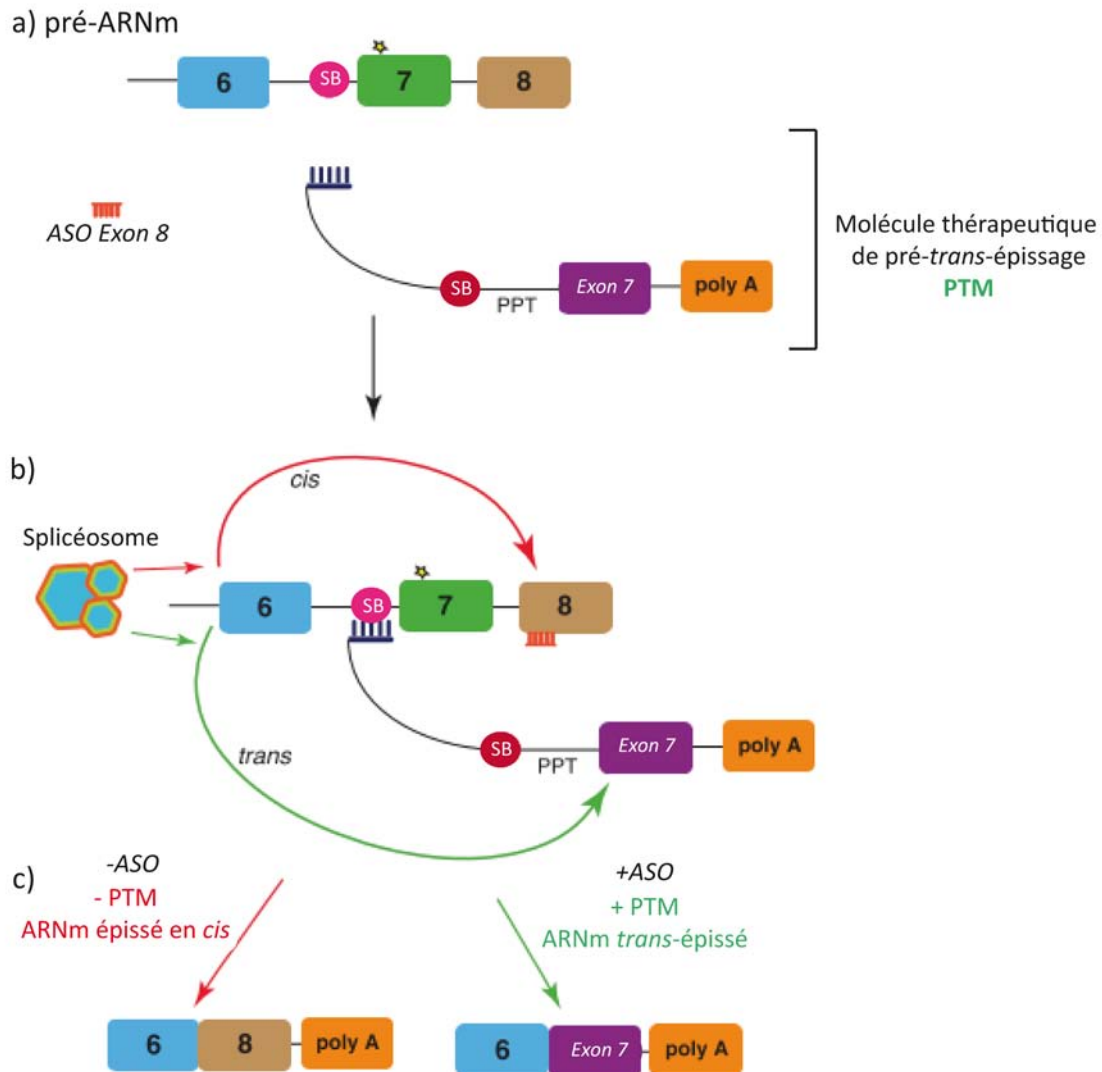 a) pré-ARNm
6 SB 7 8
ASO Exon 8
SB PPT Exon 7 poly A
Molécule thérapeutique
de pré-trans-épissage
PTM
b)
cis
Splicéosome
6 SB 7 8
trans
SB PPT Exon 7 poly A
c)
-ASO
- PTM
ARNm épissé en cis
+ASO
+ PTM
ARNm trans-épissé
6 8 poly A
6 Exon 7 poly A